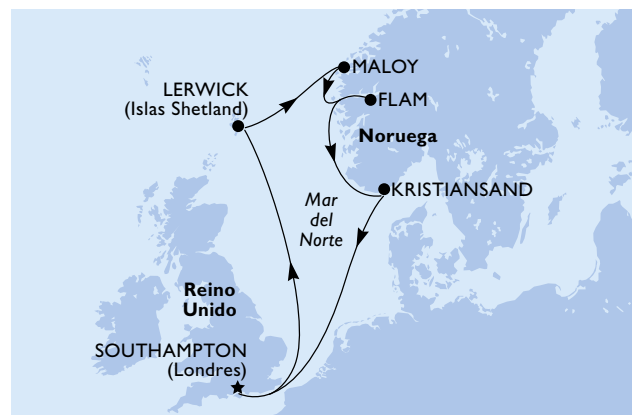 MALOY
LERWICK
(Islas Shetland)
FLAM
Noruega
KRISTIANSAND
Mar
del
Norte
Reino
Unido
SOUTHAMPTON
(Londres)